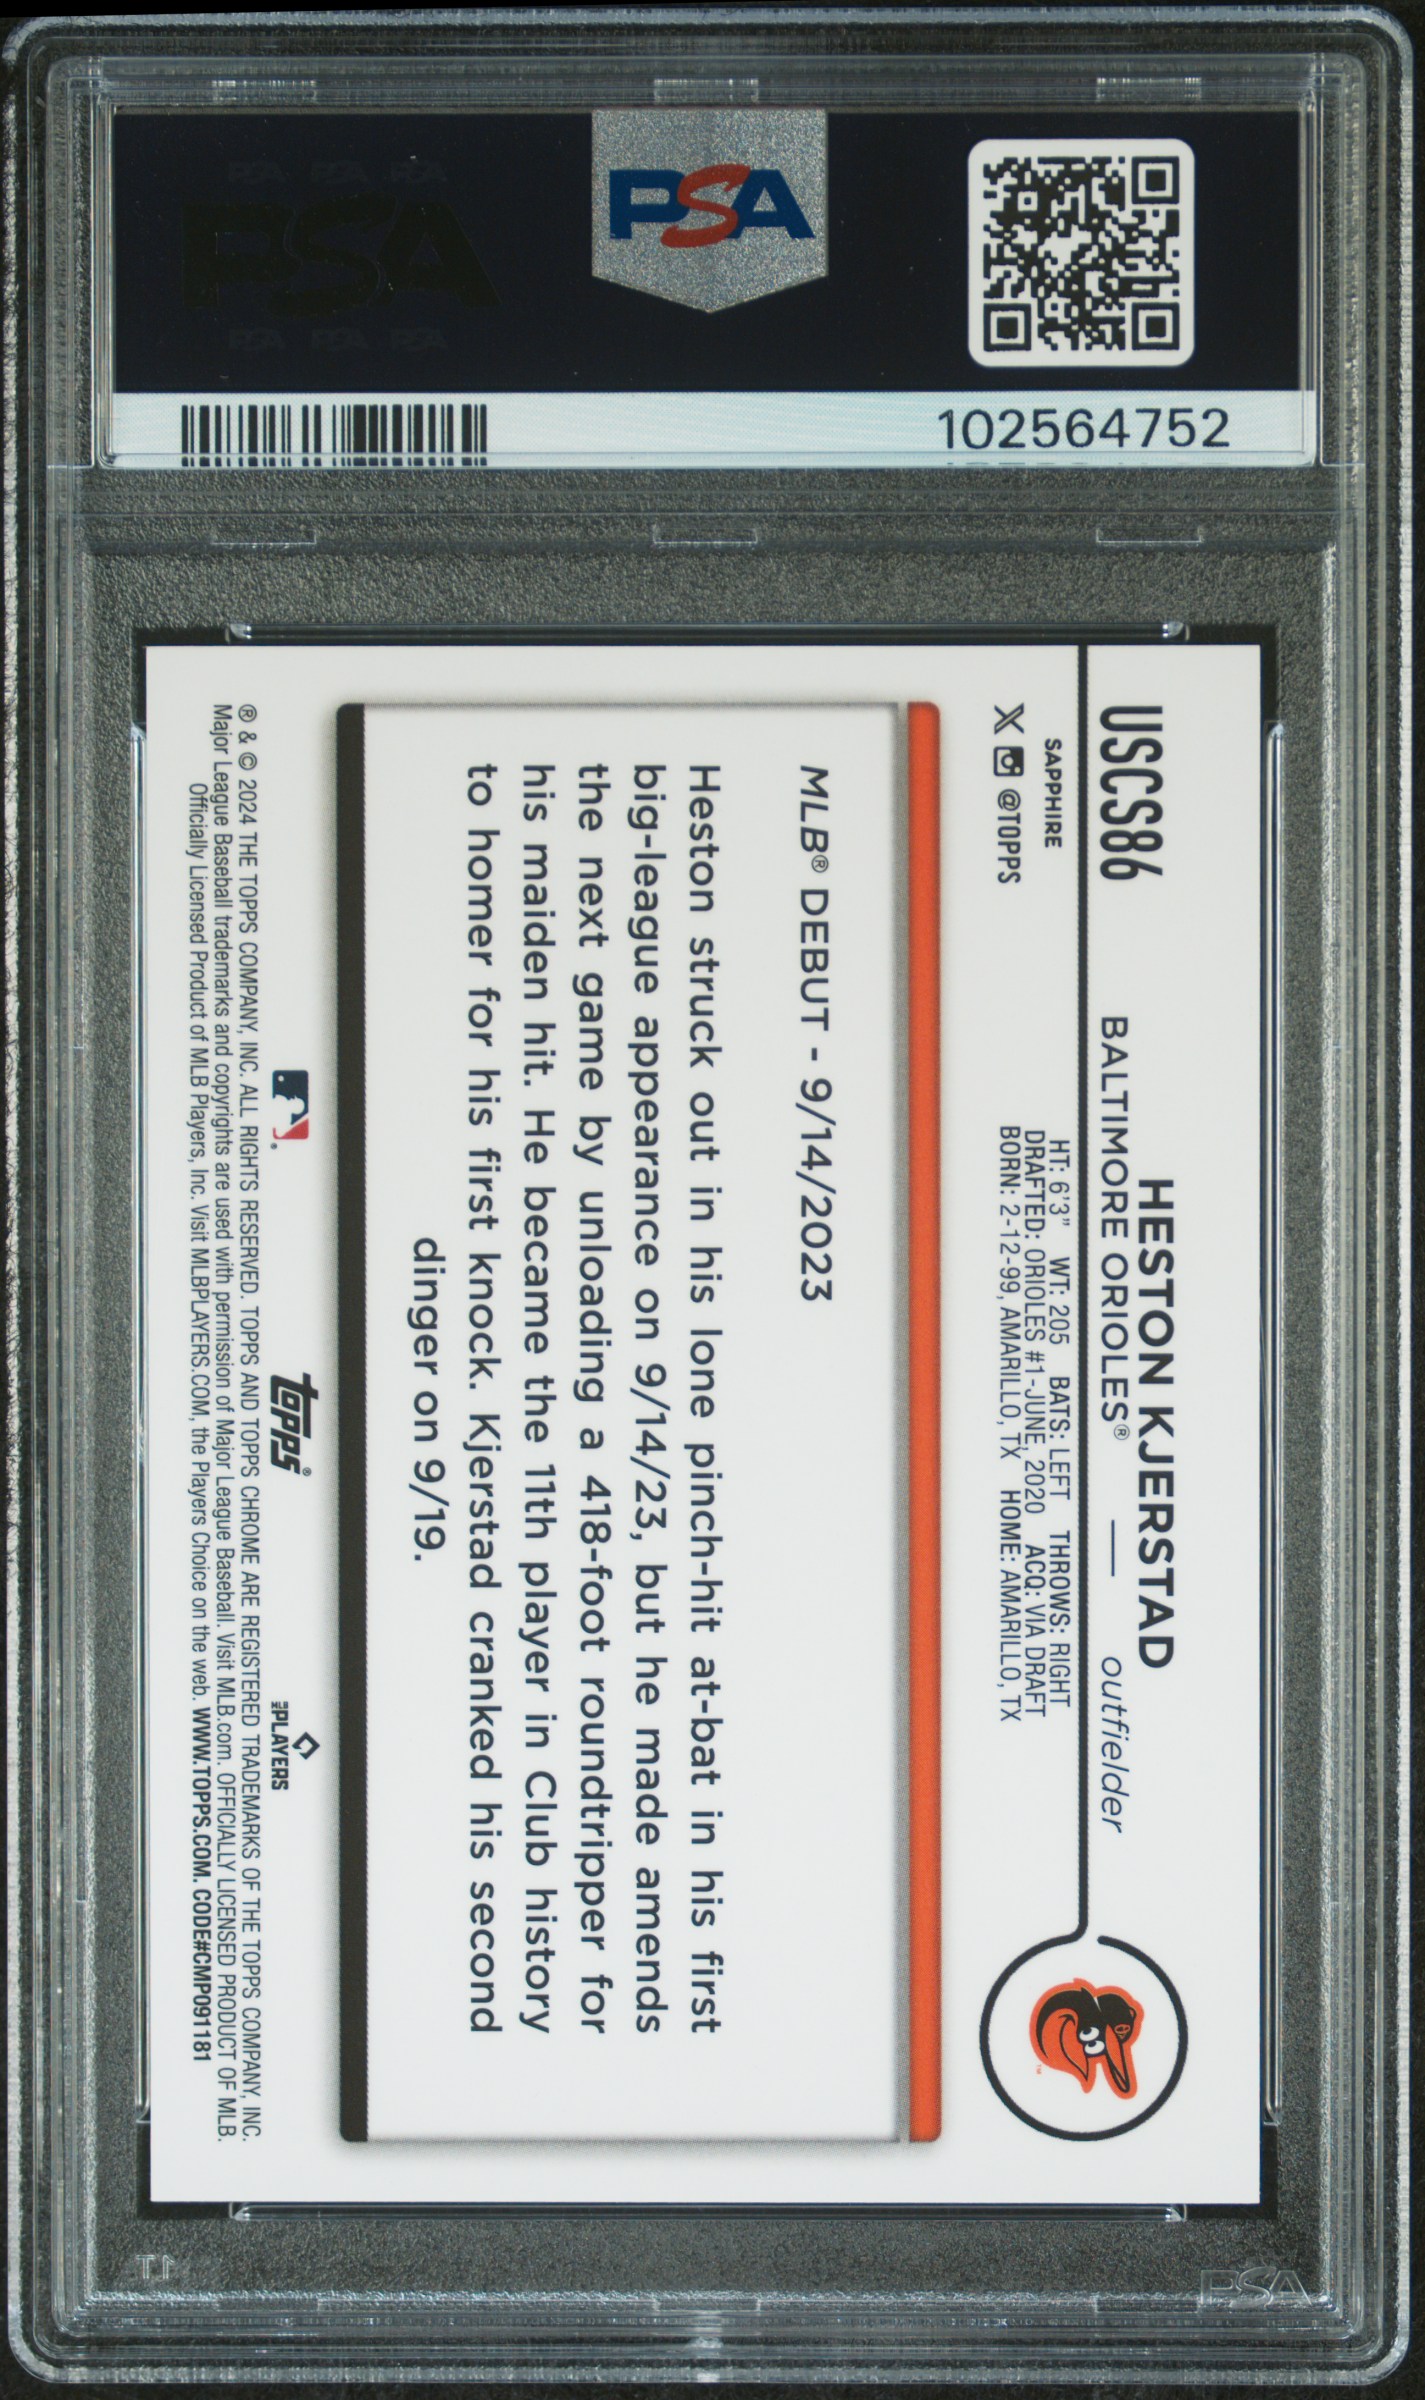 PSA
102564752
USCS86
HESTON KJERSTAD
BALTIMORE ORIOLES® — outfielder
SAPPHIRE
@TOPPS
HT: 6'3" WT: 205 BATS: LEFT THROWS: RIGHT
DRAFTED: ORIOLES #1-JUNE, 2020 ACQ: VIA DRAFT
BORN: 2-12-99, AMARILLO, TX HOME: AMARILLO, TX
MLB® DEBUT - 9/14/2023
Heston struck out in his lone pinch-hit at-bat in his first
big-league appearance on 9/14/23, but he made amends
the next game by unloading a 418-foot roundtripper for
his maiden hit. He became the 11th player in Club history
to homer for his first knock. Kjerstad cranked his second
dinger on 9/19.
topps®
PLAYERS
® & © 2024 THE TOPPS COMPANY, INC. ALL RIGHTS RESERVED. TOPPS AND TOPPS CHROME ARE REGISTERED TRADEMARKS OF THE TOPPS COMPANY, INC.
Major League Baseball trademarks and copyrights are used with permission of Major League Baseball. Visit MLB.com. OFFICIALLY LICENSED PRODUCT OF MLB.
Officially Licensed Product of MLB Players, Inc. Visit MLBPLAYERS.COM, the Players Choice on the web. WWW.TOPPS.COM. CODE#CMP091181
PSA